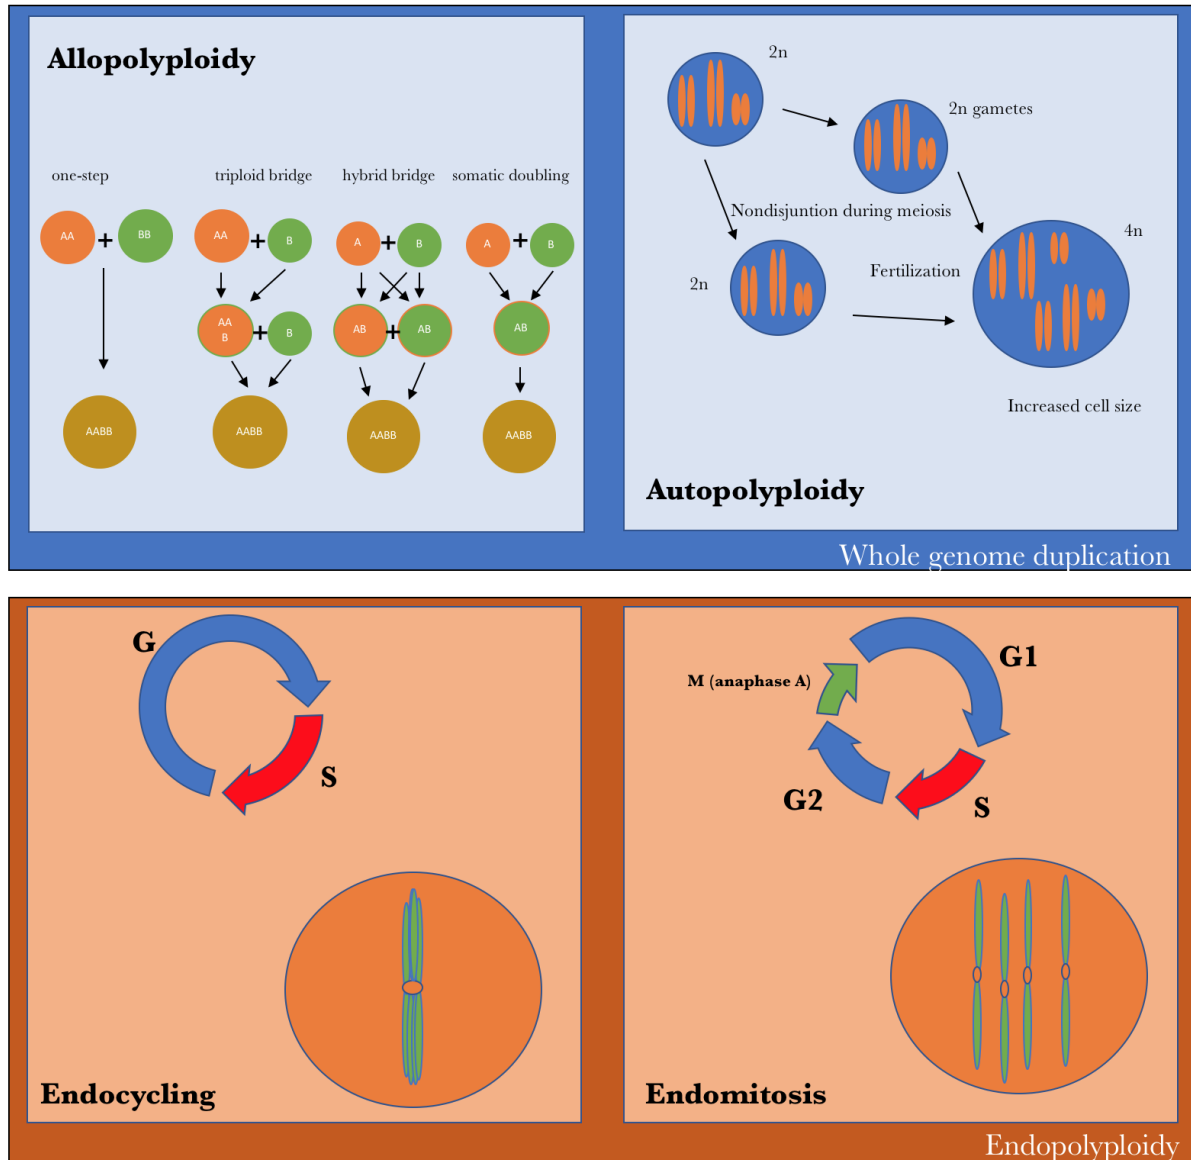 Allopolyploidy
one-step
triploid bridge
hybrid bridge
somatic doubling
AA
+
BB
AA
+
B
A
+
B
A
+
B
AA
B
+
B
AB
+
AB
AB
AABB
AABB
AABB
AABB
2n
2n gametes
Nondisjuntion during meiosis
4n
Fertilization
2n
Increased cell size
Autopolyploidy
Whole genome duplication
G
S
Endocycling
M (anaphase A)
G1
G2
S
Endomitosis
Endopolyploidy